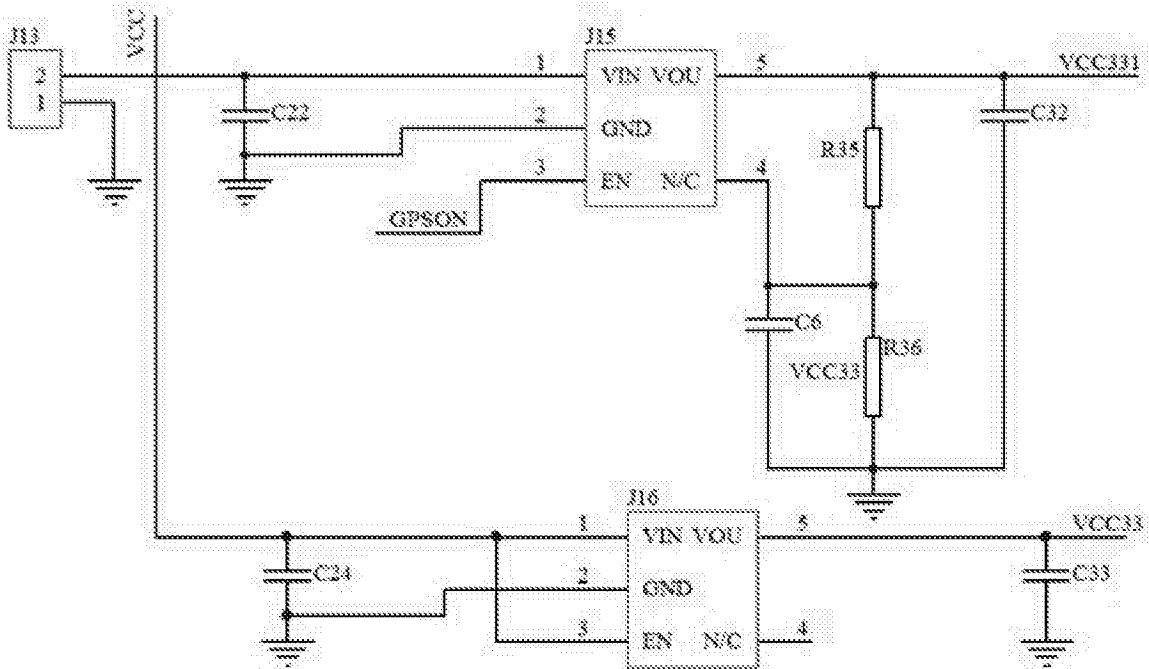 J13
VCC
J15
2
1
1
VIN VOU
5
VCC331
C22
2
GND
C32
R35
3
EN N/C
4
GPSON
C6
R36
VCC33
J16
1
VIN VOU
5
VCC33
C24
2
GND
C33
3
EN N/C
4